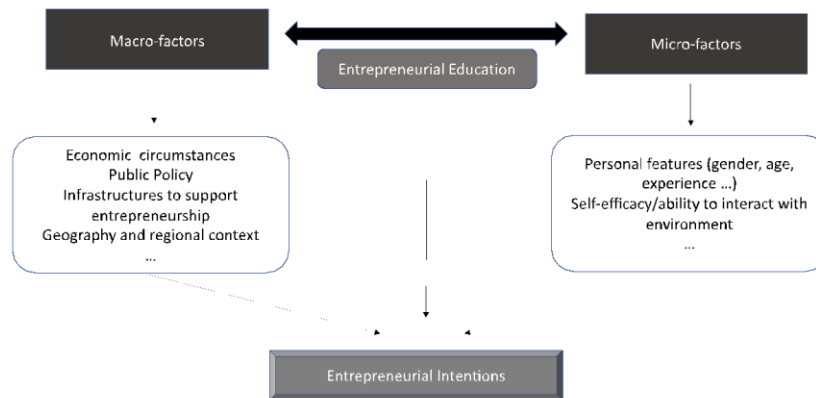 Macro-factors
Entrepreneurial Education
Micro-factors
Economic circumstances
Public Policy
Infrastructures to support
entrepreneurship
Geography and regional context
...
Personal features (gender, age,
experience ...)
Self-efficacy/ability to interact with
environment
...
Entrepreneurial Intentions